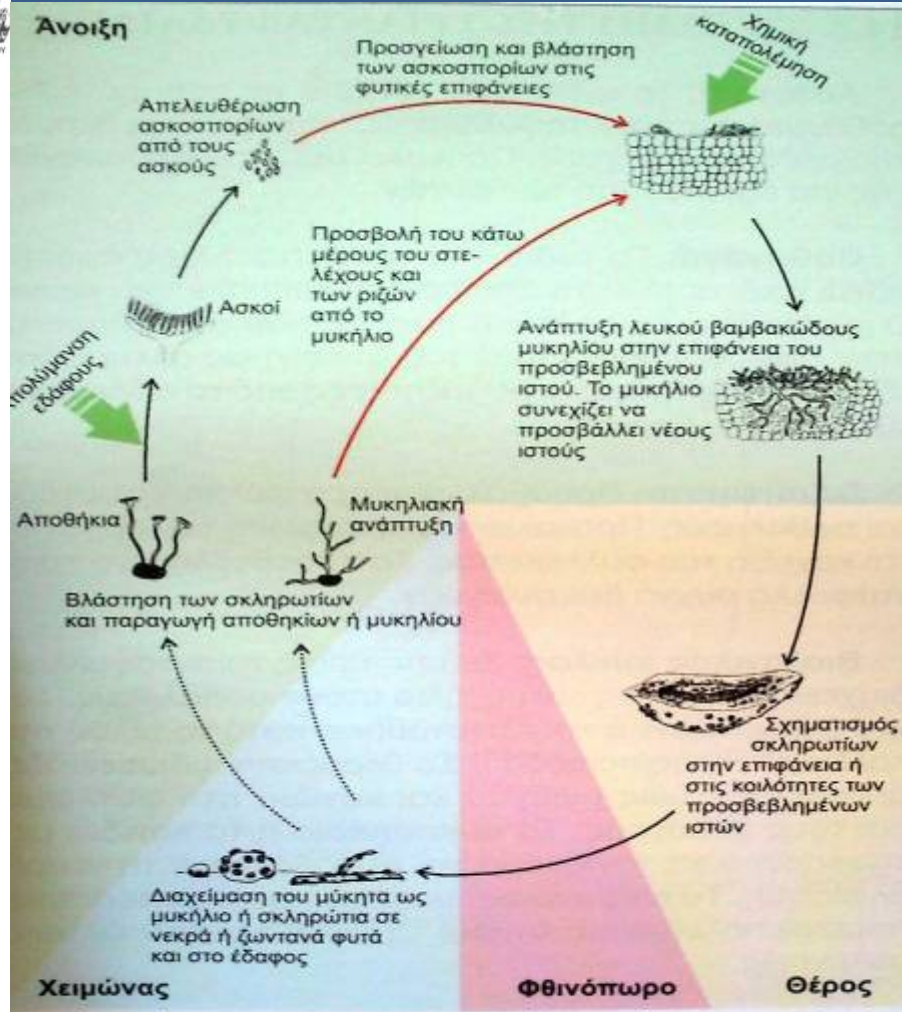 Άνοιξη
Χημική
καταπολέμηση
Προσγείωση και βλάστηση
των ασκοσπορίων στις
φυτικές επιφάνειες
Απελευθέρωση
ασκοσπορίων
από τους
ασκούς
Προσβολή του κάτω
μέρους του στε-
λέχους και
των ριζών
από το
μυκήλιο
Ασκοί
Ανάπτυξη λευκού βαμβακώδους
μυκηλίου στην επιφάνεια του
προσβεβλημένου
ιστού. Το μυκήλιο
συνεχίζει να
προσβάλλει νέους
ιστούς
πολύμανση
εδάφους
Αποθήκια
Μυκηλιακή
ανάπτυξη
Βλάστηση των σκληρωτίων
και παραγωγή αποθηκίων ή μυκηλίου
Σχηματισμός
σκληρωτίων
στην επιφάνεια ή
στις κοιλότητες των
προσβεβλημένων
ιστών
Διαχείμαση του μύκητα ως
μυκήλιο ή σκληρώτια σε
νεκρά ή ζωντανά φυτά
και στο έδαφος
Χειμώνας
Φθινόπωρο
Θέρος